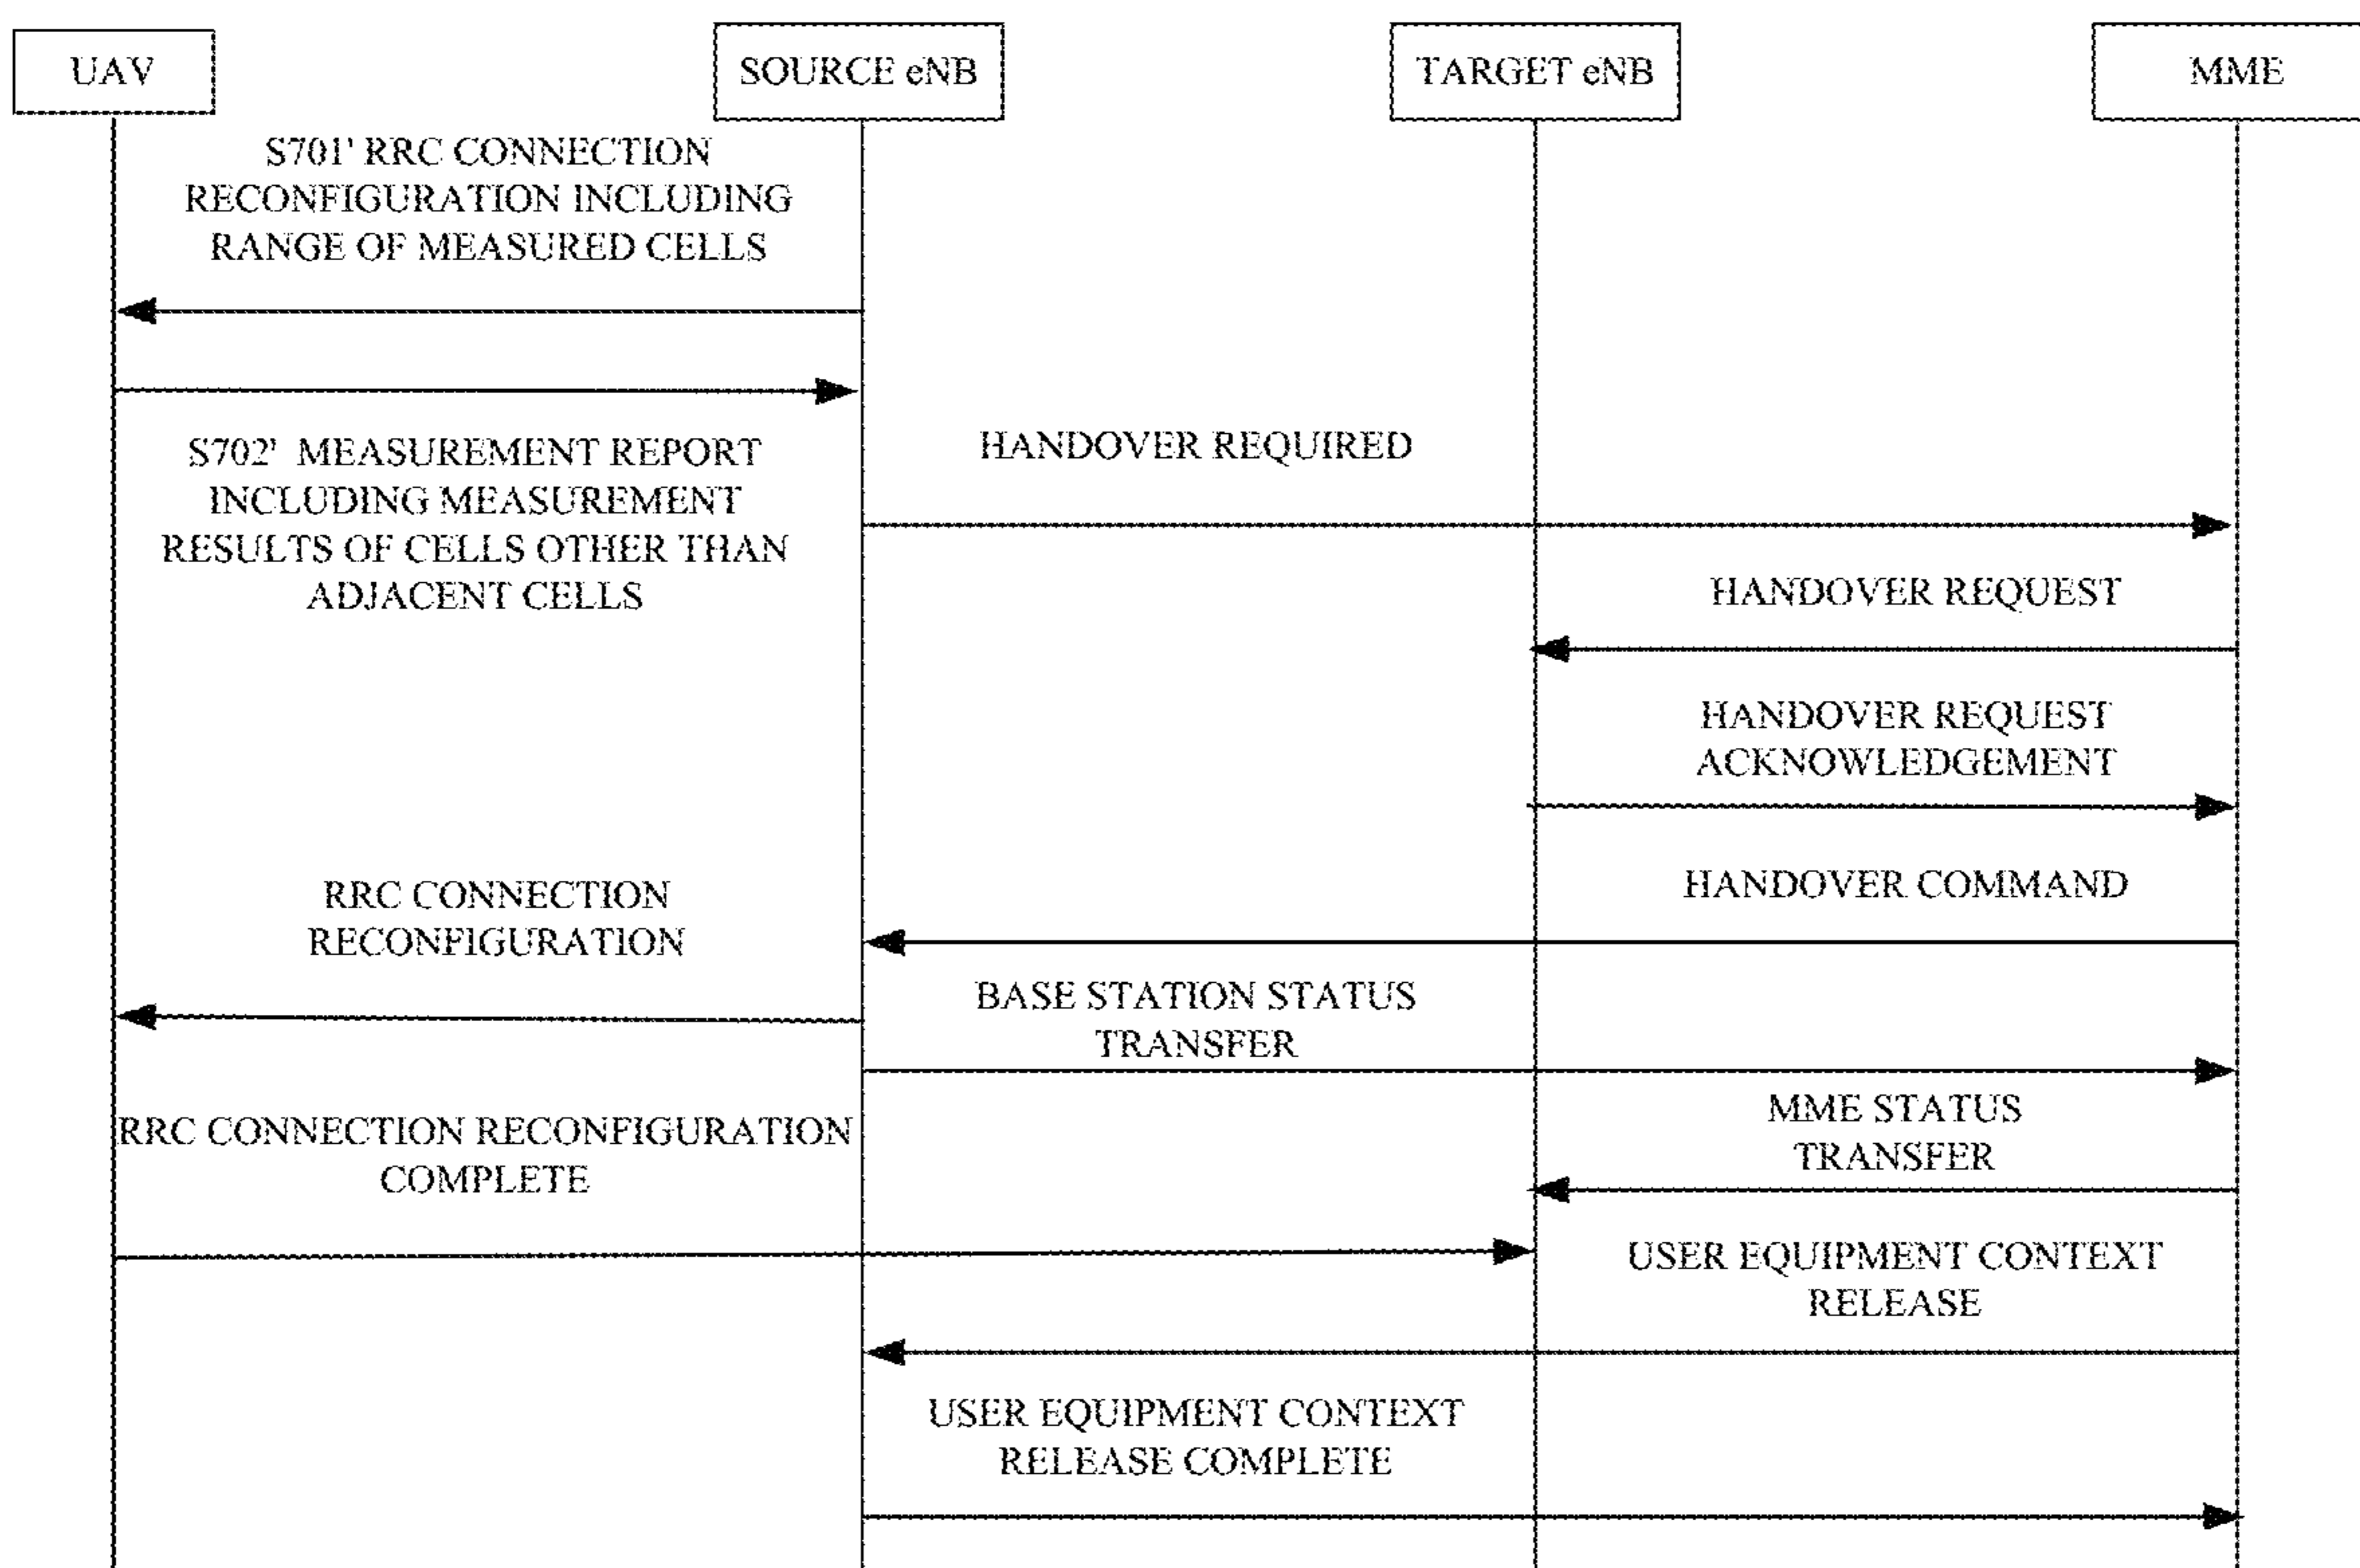 UAV
SOURCE eNB
TARGET eNB
MME
S701' RRC CONNECTION
RECONFIGURATION INCLUDING
RANGE OF MEASURED CELLS
S702' MEASUREMENT REPORT
INCLUDING MEASUREMENT
RESULTS OF CELLS OTHER THAN
ADJACENT CELLS
HANDOVER REQUIRED
HANDOVER REQUEST
HANDOVER REQUEST
ACKNOWLEDGEMENT
HANDOVER COMMAND
RRC CONNECTION
RECONFIGURATION
BASE STATION STATUS
TRANSFER
MME STATUS
TRANSFER
RRC CONNECTION RECONFIGURATION
COMPLETE
USER EQUIPMENT CONTEXT
RELEASE
USER EQUIPMENT CONTEXT
RELEASE COMPLETE